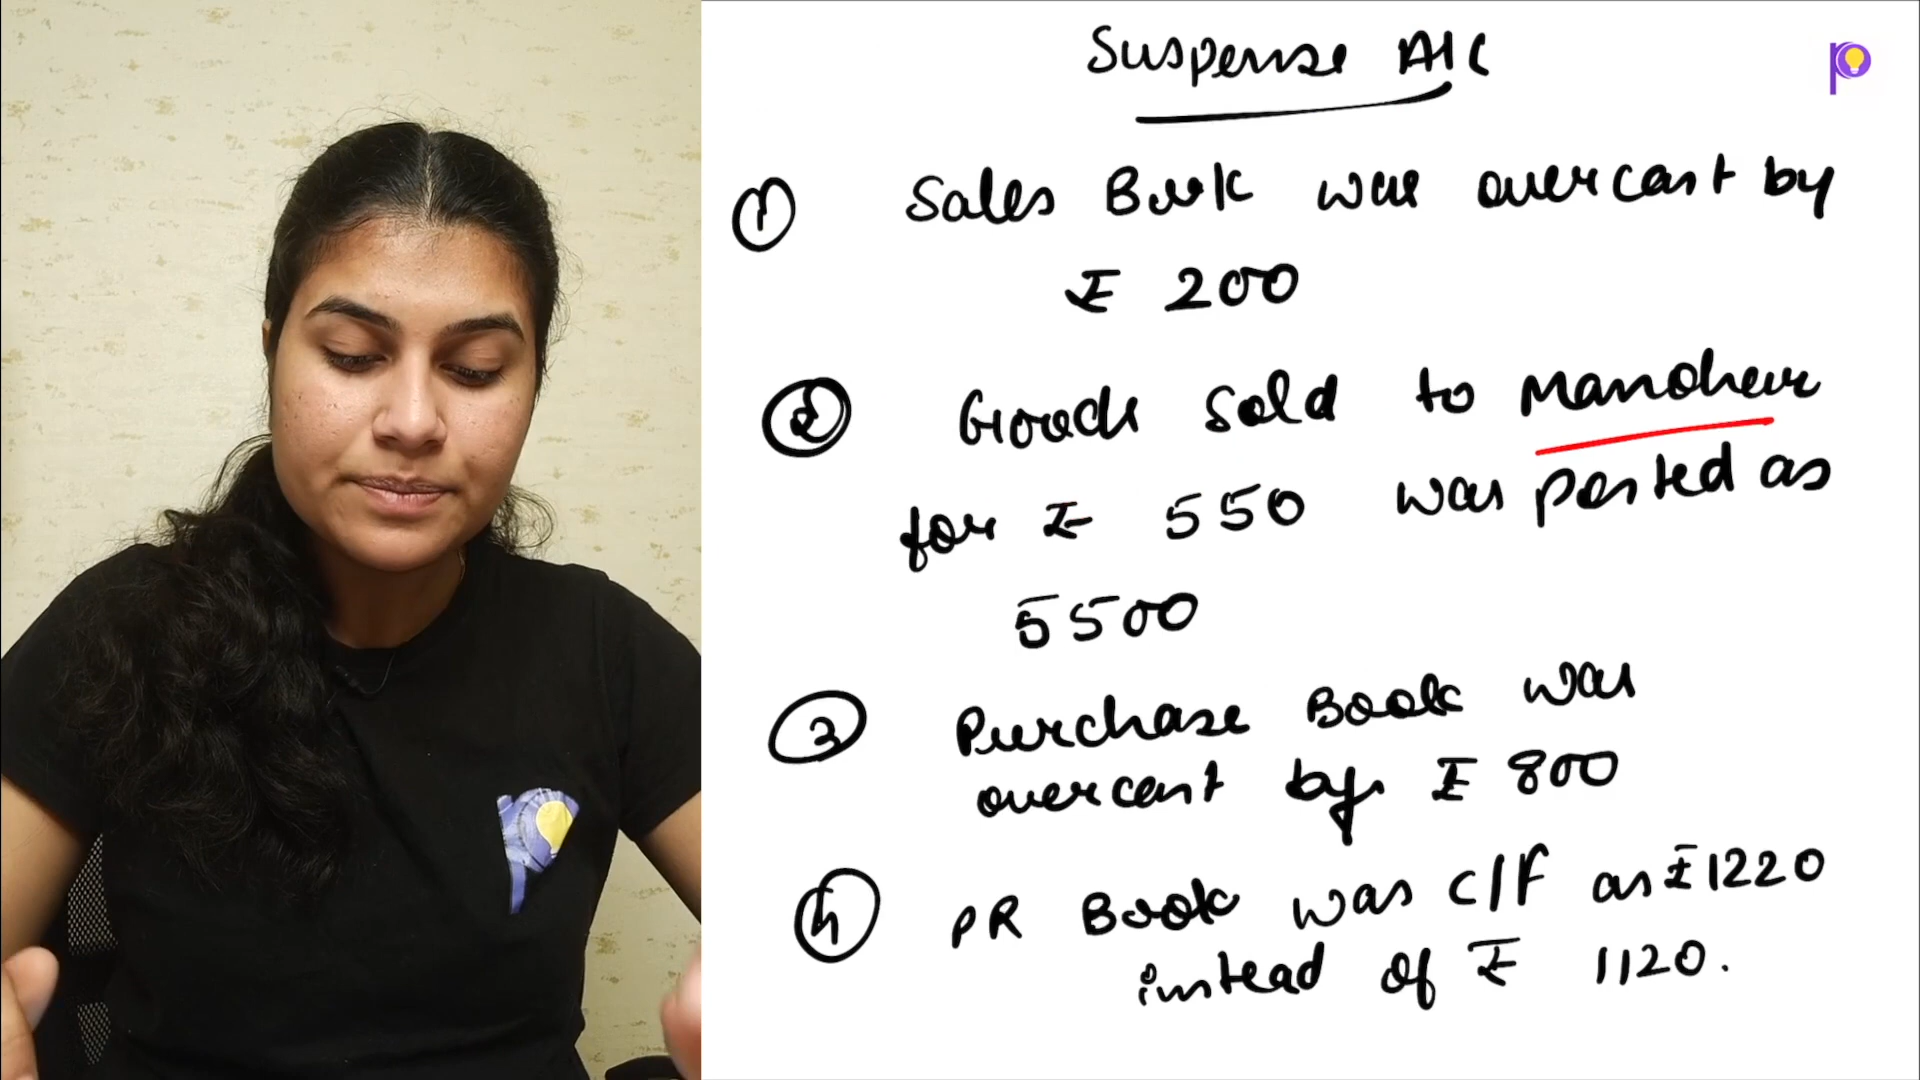 Suspense A/C
① Sales Book was overcast by
₹ 200
② Goods Sold to Manohar
for ₹ 550 was posted as
5500
③ Purchase Book was
overcast by ₹ 800
④ PR Book was C/F as ₹1220
instead of ₹ 1120.